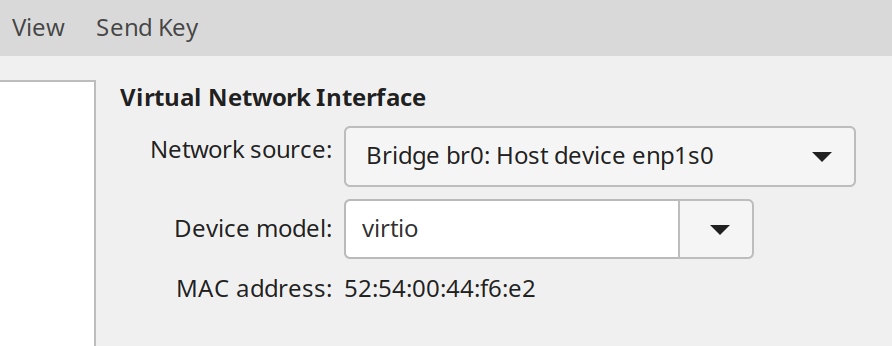 View Send Key
Virtual Network Interface
Network source: Bridge br0: Host device enp1s0
Device model: virtio
MAC address: 52:54:00:44:f6:e2